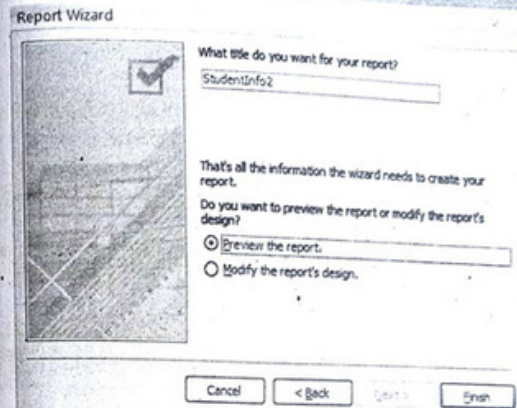 Report Wizard
What title do you want for your report?
StudentInfo2
That's all the information the wizard needs to create your
report.
Do you want to preview the report or modify the report's
design?
Preview the report.
Modify the report's design.
Cancel
< Back
Next >
Finish